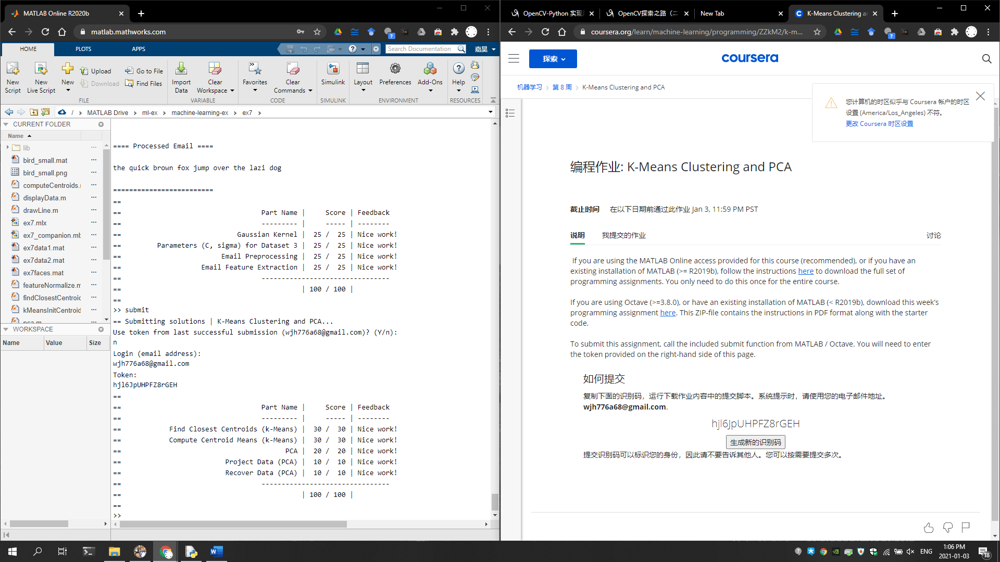 MATLAB Online R2020b
matlab.mathworks.com
HOME
PLOTS
APPS
Search Documentation
嘉昊
New Script
New Live Script
New
Upload
Download
Go to File
Find Files
Import Data
Clear Workspace
Favorites
Clear Commands
Simulink
Layout
Preferences
Add-Ons
Help
FILE
VARIABLE
CODE
SIMULINK
ENVIRONMENT
RESOURCES
/ › MATLAB Drive › ml-ex › machine-learning-ex › ex7 ›
CURRENT FOLDER
Name
lib
bird_small.mat
bird_small.png
computeCentroids.
displayData.m
drawLine.m
ex7.mlx
ex7_companion.ml
ex7data1.mat
ex7data2.mat
ex7faces.mat
featureNormalize.m
findClosestCentroid
kMeansInitCentroid
pca.m
WORKSPACE
Name Value Size
==== Processed Email ====
the quick brown fox jump over the lazi dog
=========================
==
== Part Name | Score | Feedback
== --------- | ----- | --------
== Gaussian Kernel | 25 / 25 | Nice work!
== Parameters (C, sigma) for Dataset 3 | 25 / 25 | Nice work!
== Email Preprocessing | 25 / 25 | Nice work!
== Email Feature Extraction | 25 / 25 | Nice work!
== --------------------------------
== | 100 / 100 |
==
>> submit
== Submitting solutions | K-Means Clustering and PCA...
Use token from last successful submission (wjh776a68@gmail.com)? (Y/n):
n
Login (email address):
wjh776a68@gmail.com
Token:
hjl6JpUHPFZ8rGEH
==
== Part Name | Score | Feedback
== --------- | ----- | --------
== Find Closest Centroids (k-Means) | 30 / 30 | Nice work!
== Compute Centroid Means (k-Means) | 30 / 30 | Nice work!
== PCA | 20 / 20 | Nice work!
== Project Data (PCA) | 10 / 10 | Nice work!
== Recover Data (PCA) | 10 / 10 | Nice work!
== --------------------------------
== | 100 / 100 |
==
>>
OpenCV-Python 实现
OpenCV探索之路（二
New Tab
K-Means Clustering a
coursera.org/learn/machine-learning/programming/ZZkM2/k-m...
探索
coursera
机器学习 › 第 8 周 › K-Means Clustering and PCA
您计算机的时区似乎与 Coursera 帐户的时区
设置 (America/Los_Angeles) 不符。
更改 Coursera 时区设置
编程作业: K-Means Clustering and PCA
截止时间 在以下日期前通过此作业 Jan 3, 11:59 PM PST
说明 我提交的作业 讨论
If you are using the MATLAB Online access provided for this course (recommended), or if you have an
existing installation of MATLAB (>= R2019b), follow the instructions here to download the full set of
programming assignments. You only need to do this once for the entire course.
If you are using Octave (>=3.8.0), or have an existing installation of MATLAB (< R2019b), download this week's
programming assignment here. This ZIP-file contains the instructions in PDF format along with the starter
code.
To submit this assignment, call the included submit function from MATLAB / Octave. You will need to enter
the token provided on the right-hand side of this page.
如何提交
复制下面的识别码，运行下载作业内容中的提交脚本。系统提示时，请使用您的电子邮件地址。
wjh776a68@gmail.com.
hjl6JpUHPFZ8rGEH
生成新的识别码
提交识别码可以标识您的身份，因此请不要告诉其他人。您可以按需要提交多次。
ENG
1:06 PM
2021-01-03
18